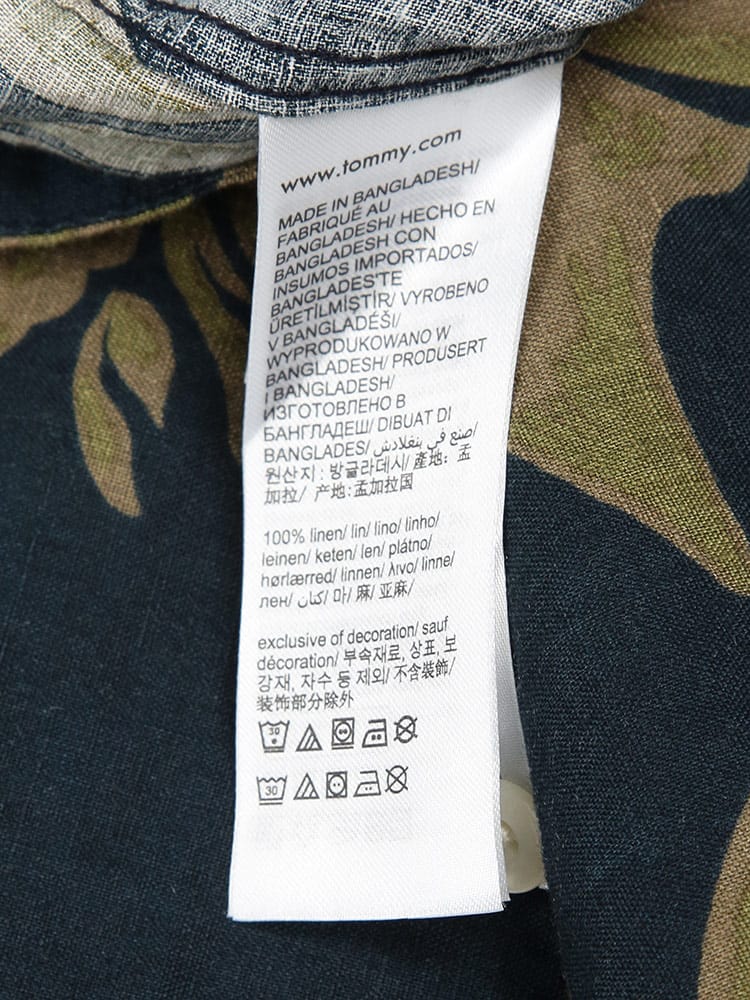 www.tommy.com
MADE IN BANGLADESH/
FABRIQUÉ AU
BANGLADESH/ HECHO EN
BANGLADESH CON
INSUMOS IMPORTADOS/
BANGLADEŞ'TE
ÜRETİLMİŞTİR/ VYROBENO
V BANGLADÉŠI/
WYPRODUKOWANO W
BANGLADESH/ PRODUSERT
I BANGLADESH/
ИЗГОТОВЛЕНО В
БАНГЛАДЕШ/ DIBUAT DI
BANGLADES/ صنع في بنغلادش/
원산지 : 방글라데시/ 產地: 孟
加拉/ 产地:孟加拉国
100% linen/ lin/ lino/ linho/
leinen/ keten/ len/ plátno/
hørlærred/ linnen/ λινο/ linne/
лен/ كتان/ 마/ 麻/ 亚麻/
exclusive of decoration/ sauf
décoration/ 부속재료, 상표, 보
강재, 자수 등 제외/ 不含裝飾/
装饰部分除外
30
30